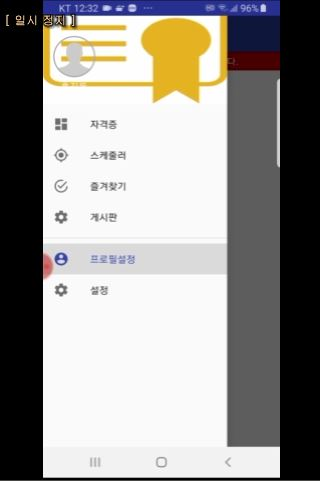 [ 일시 정지 ]
KT 12:32 96%
다.
자격증
스케줄러
즐겨찾기
게시판
프로필설정
설정